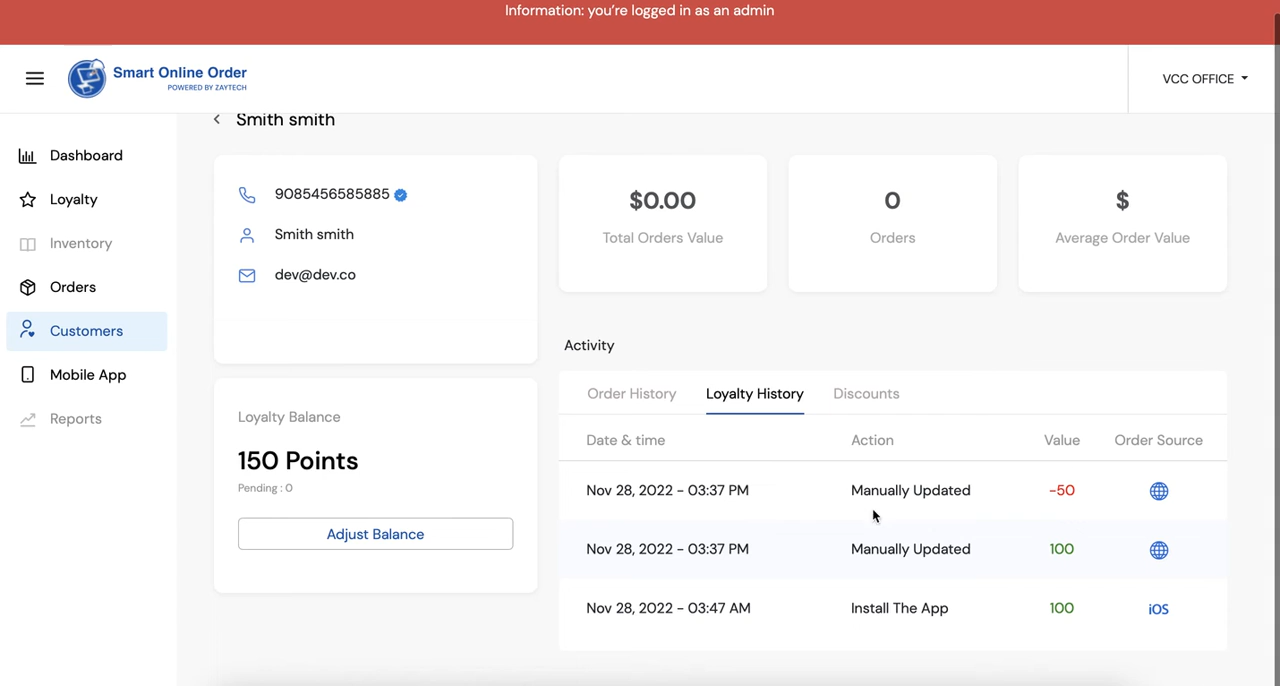 Information: you’re logged in as an admin
Smart Online Order
POWERED BY ZAYTECH
VCC OFFICE
Dashboard
Loyalty
Inventory
Orders
Customers
Mobile App
Reports
Smith smith
9085456585885
Smith smith
dev@dev.co
$0.00
Total Orders Value
0
Orders
$
Average Order Value
Loyalty Balance
150 Points
Pending : 0
Adjust Balance
Activity
Order History Loyalty History Discounts
Date & time Action Value Order Source
Nov 28, 2022 - 03:37 PM Manually Updated -50
Nov 28, 2022 - 03:37 PM Manually Updated 100
Nov 28, 2022 - 03:47 AM Install The App 100 iOS